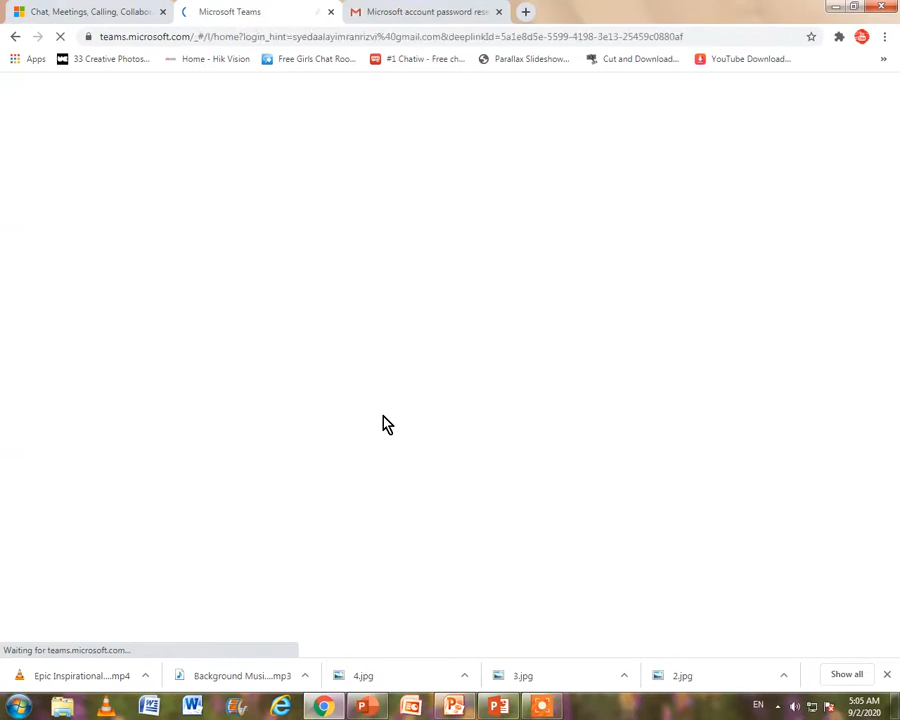 Chat, Meetings, Calling, Collabo
Microsoft Teams
Microsoft account password rese
teams.microsoft.com/_#/l/home?login_hint=syedaalayimranrizvi%40gmail.com&deeplinkId=5a1e8d5e-5599-4198-3e13-25459c0880af
Apps
33 Creative Photos...
Home - Hik Vision
Free Girls Chat Roo...
#1 Chatiw - Free ch...
Parallax Slideshow...
Cut and Download...
YouTube Download...
»
Waiting for teams.microsoft.com...
Epic Inspirational....mp4
Background Musi....mp3
4.jpg
3.jpg
2.jpg
Show all
EN
5:05 AM
9/2/2020